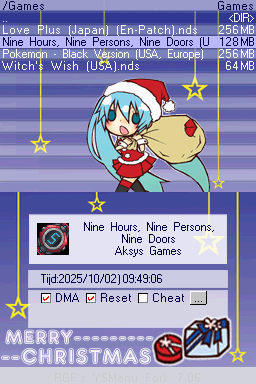 /Games Games
.. <DIR>
Love Plus (Japan) (En-Patch).nds 256MB
Nine Hours, Nine Persons, Nine Doors (U 128MB
Pokemon - Black Version (USA, Europe) 256MB
Witch's Wish (USA).nds 64MB
Nine Hours, Nine Persons,
Nine Doors
Aksys Games
Tijd:2025/10/02 09:49:06
DMA Reset Cheat ...
MERRY---------
--CHRISTMAS